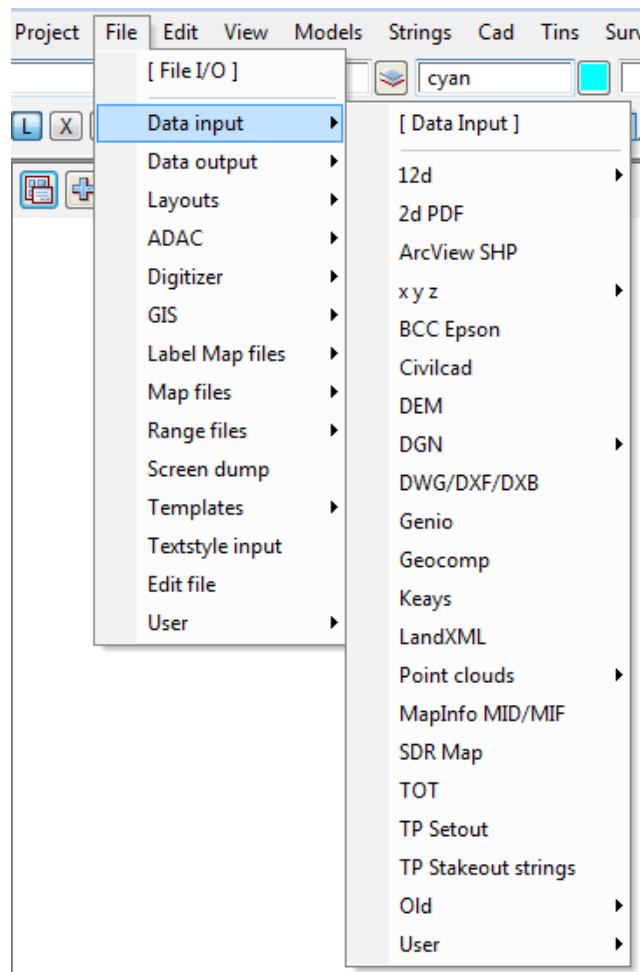 Project File Edit View Models Strings Cad Tins
[ File I/O ]
cyan
L X
Data input
Data output
Layouts
ADAC
Digitizer
GIS
Label Map files
Map files
Range files
Screen dump
Templates
Textstyle input
Edit file
User
[ Data Input ]
12d
2d PDF
ArcView SHP
x y z
BCC Epson
Civilcad
DEM
DGN
DWG/DXF/DXB
Genio
Geocomp
Keays
LandXML
Point clouds
MapInfo MID/MIF
SDR Map
TOT
TP Setout
TP Stakeout strings
Old
User